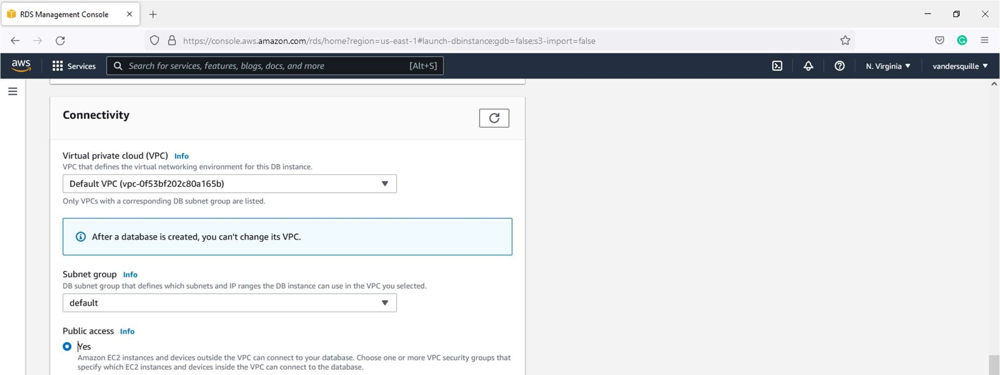 RDS Management Console
https://console.aws.amazon.com/rds/home?region=us-east-1#launch-dbinstance:gdb=false;s3-import=false
aws Services Search for services, features, blogs, docs, and more [Alt+S] N. Virginia vandersquille
Connectivity
Virtual private cloud (VPC) Info
VPC that defines the virtual networking environment for this DB instance.
Default VPC (vpc-0f53bf202c80a165b)
Only VPCs with a corresponding DB subnet group are listed.
After a database is created, you can't change its VPC.
Subnet group Info
DB subnet group that defines which subnets and IP ranges the DB instance can use in the VPC you selected.
default
Public access Info
Yes
Amazon EC2 instances and devices outside the VPC can connect to your database. Choose one or more VPC security groups that
specify which EC2 instances and devices inside the VPC can connect to the database.